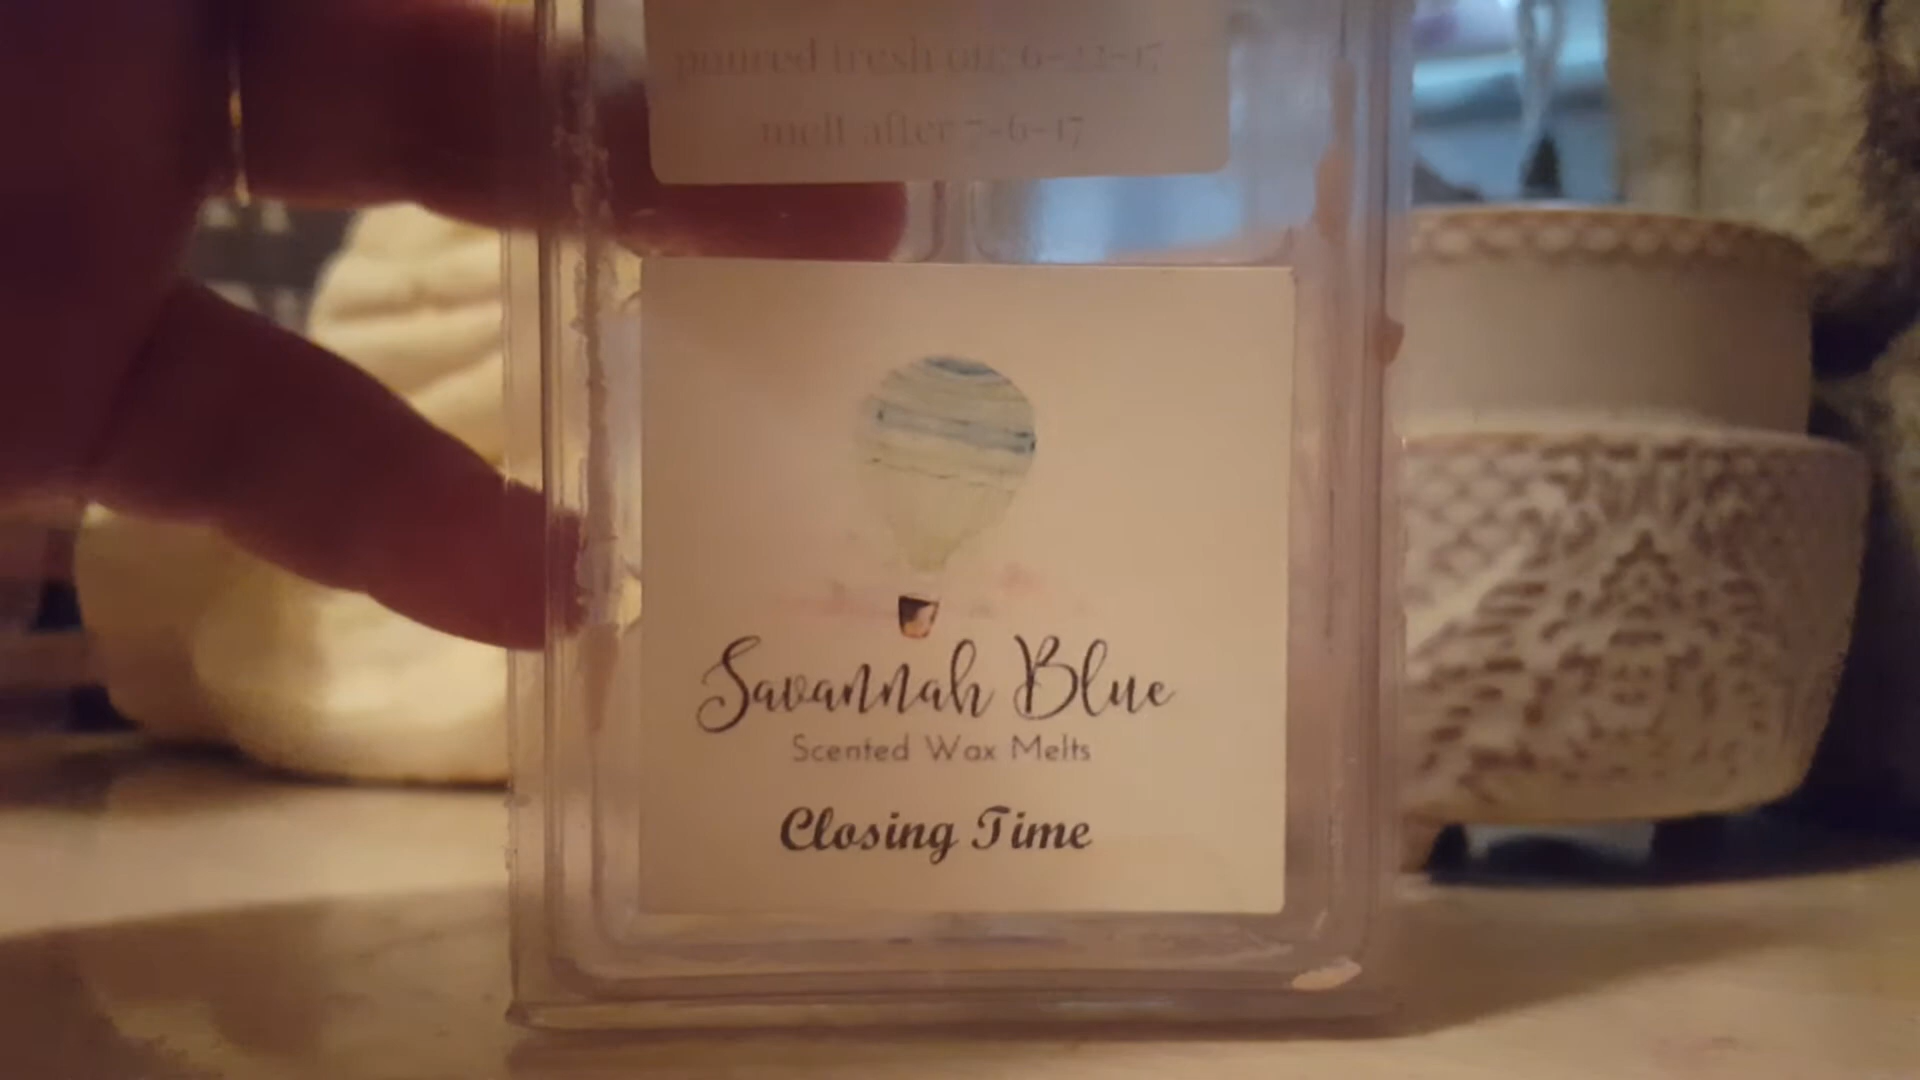 poured fresh on: 6-22-17
melt after 7-6-17
Savannah Blue
Scented Wax Melts
Closing Time